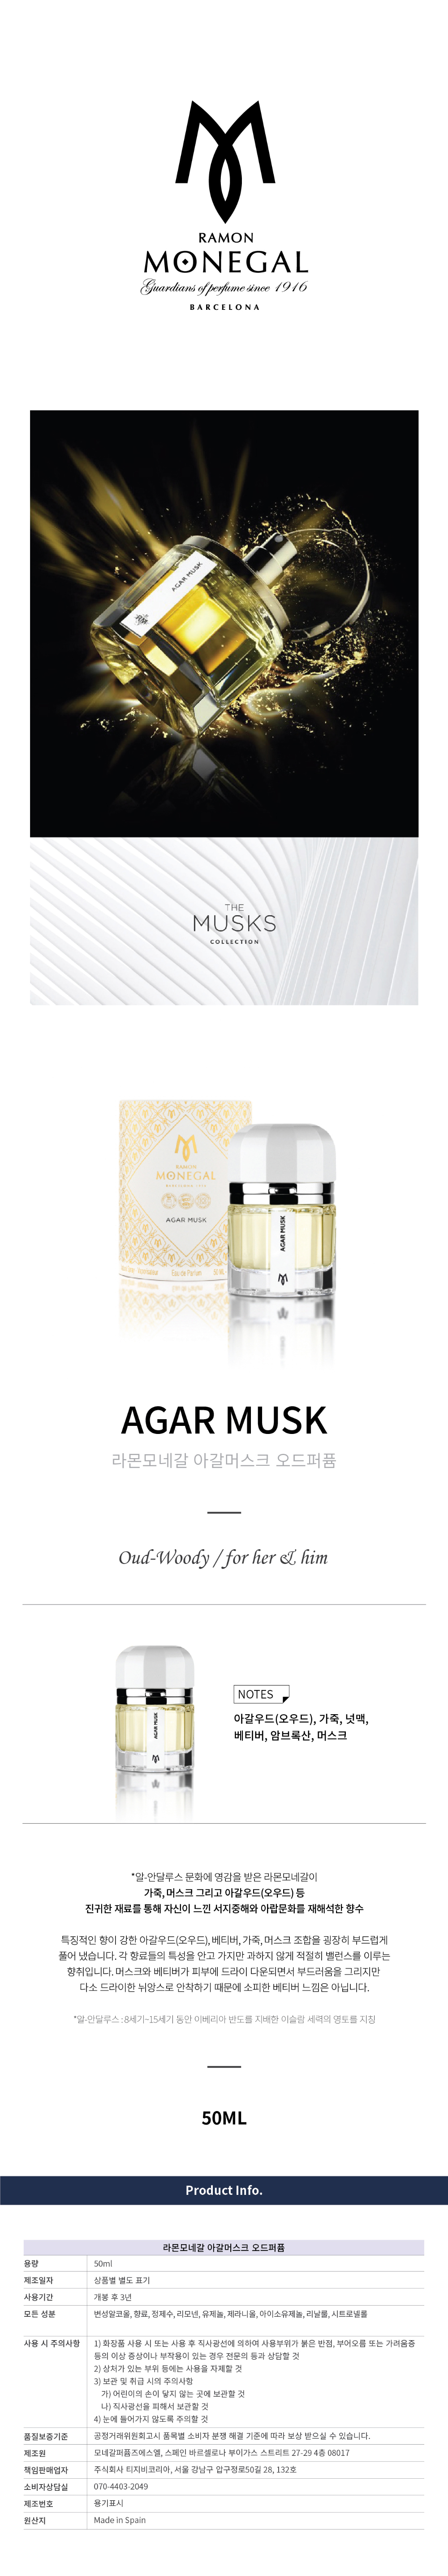 RAMON
MONEGAL
Guardians of perfume since 1916
BARCELONA
AGAR MUSK
THE
MUSKS
COLLECTION
RAMON
MONEGAL
BARCELONA · 1916
AGAR MUSK
Eau de Parfum
AGAR MUSK
AGAR MUSK
라몬모네갈 아갈머스크 오드퍼퓸
Oud-Woody / for her & him
AGAR MUSK
NOTES
아갈우드(오우드), 가죽, 넛맥,
베티버, 암브록산, 머스크
*알-안달루스 문화에 영감을 받은 라몬모네갈이
가죽, 머스크 그리고 아갈우드(오우드) 등
진귀한 재료를 통해 자신이 느낀 서지중해와 아랍문화를 재해석한 향수
특징적인 향이 강한 아갈우드(오우드), 베티버, 가죽, 머스크 조합을 굉장히 부드럽게
풀어 냈습니다. 각 향료들의 특성을 안고 가지만 과하지 않게 적절히 밸런스를 이루는
향취입니다. 머스크와 베티버가 피부에 드라이 다운되면서 부드러움을 그리지만
다소 드라이한 뉘앙스로 안착하기 때문에 소피한 베티버 느낌은 아닙니다.
*알-안달루스 : 8세기~15세기 동안 이베리아 반도를 지배한 이슬람 세력의 영토를 지칭
50ML
Product Info.
라몬모네갈 아갈머스크 오드퍼퓸
용량 50ml
제조일자 상품별 별도 표기
사용기간 개봉 후 3년
모든 성분 변성알코올, 향료, 정제수, 리모넨, 유제놀, 제라니올, 아이소유제놀, 리날룰, 시트로넬롤
사용 시 주의사항 1) 화장품 사용 시 또는 사용 후 직사광선에 의하여 사용부위가 붉은 반점, 부어오름 또는 가려움증
등의 이상 증상이나 부작용이 있는 경우 전문의 등과 상담할 것
2) 상처가 있는 부위 등에는 사용을 자제할 것
3) 보관 및 취급 시의 주의사항
가) 어린이의 손이 닿지 않는 곳에 보관할 것
나) 직사광선을 피해서 보관할 것
4) 눈에 들어가지 않도록 주의할 것
품질보증기준 공정거래위원회고시 품목별 소비자 분쟁 해결 기준에 따라 보상 받으실 수 있습니다.
제조원 모네갈퍼퓸즈에스엘, 스페인 바르셀로나 부이가스 스트리트 27-29 4층 08017
책임판매업자 주식회사 티지비코리아, 서울 강남구 압구정로50길 28, 132호
소비자상담실 070-4403-2049
제조번호 용기표시
원산지 Made in Spain